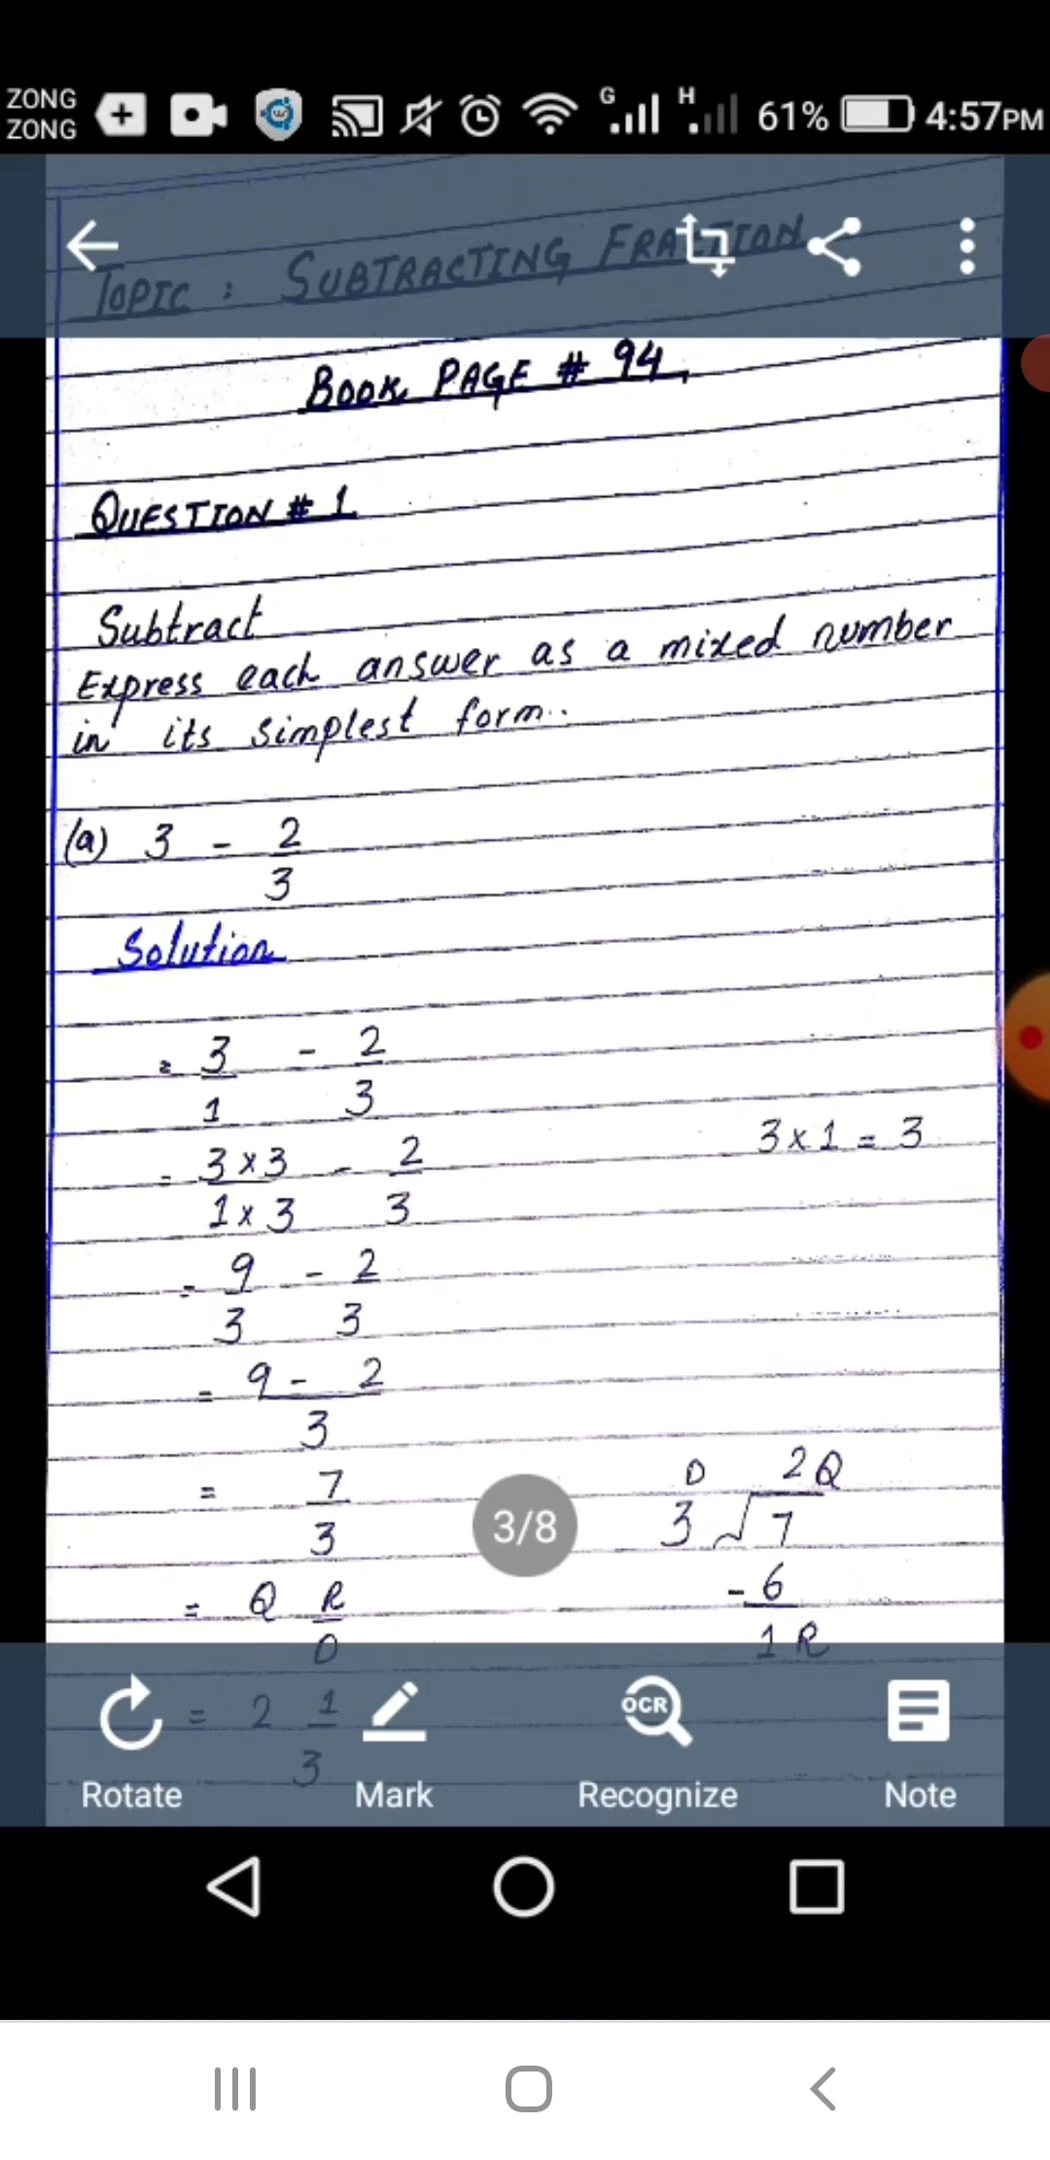 ZONG
ZONG
G H 61% 4:57PM
TOPIC : SUBTRACTING FRACTION
BOOK PAGE # 94
QUESTION # 1
Subtract
Express each answer as a mixed number
in its simplest form..
(a) 3 - 2
3
Solution
= 3 - 2
1 3
= 3 x 3 - 2 3 x 1 = 3
1 x 3 3
= 9 - 2
3 3
= 9 - 2
3
= 7 D 2 Q
3 3/8 3 7
= Q R - 6
D 1 R
= 2 1
3
OCR
Rotate Mark Recognize Note